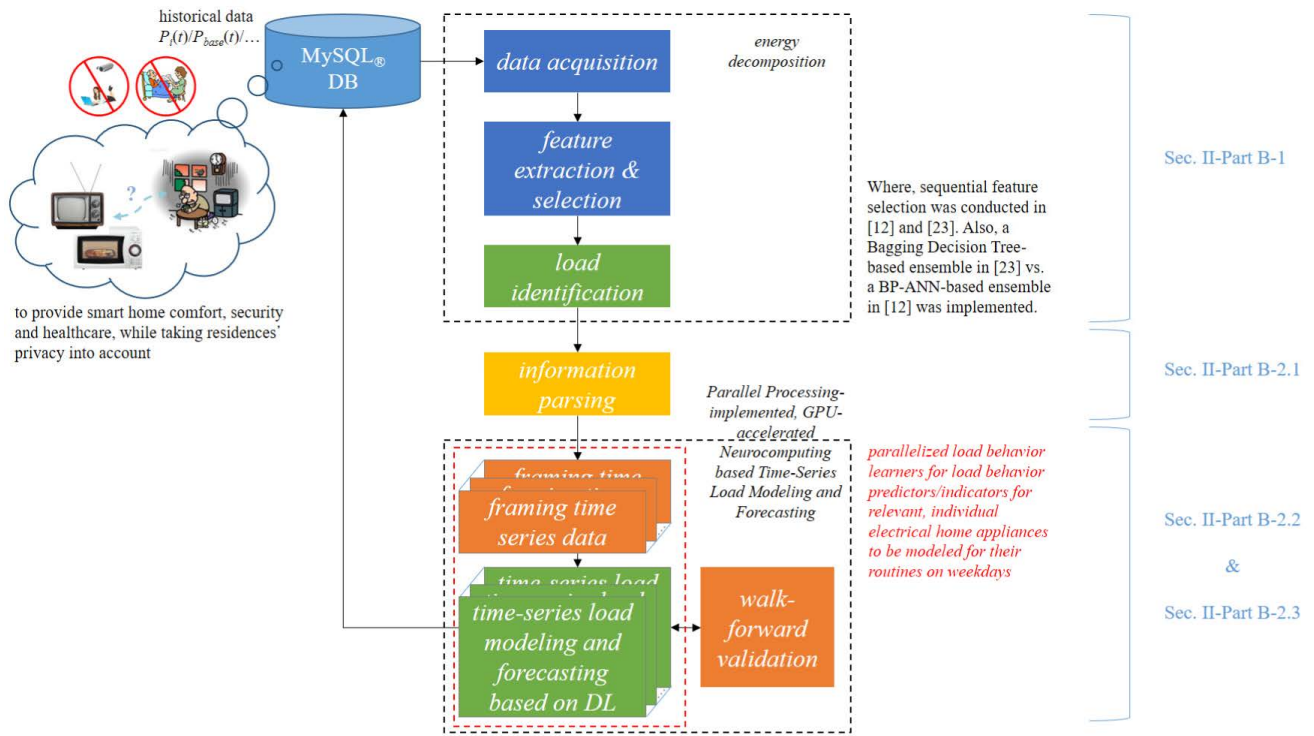 historical data
Pi(t)/Pbase(t)/…
MySQL®
DB
?
to provide smart home comfort, security
and healthcare, while taking residences’
privacy into account
data acquisition
energy
decomposition
feature
extraction &
selection
load
identification
Where, sequential feature
selection was conducted in
[12] and [23]. Also, a
Bagging Decision Tree-
based ensemble in [23] vs.
a BP-ANN-based ensemble
in [12] was implemented.
Sec. II-Part B-1
information
parsing
Sec. II-Part B-2.1
Parallel Processing-
implemented, GPU-
accelerated
Neurocomputing
based Time-Series
Load Modeling and
Forecasting
framing time
framing time
series data
time-series load
time-series load
modeling and
forecasting
based on DL
walk-
forward
validation
parallelized load behavior
learners for load behavior
predictors/indicators for
relevant, individual
electrical home appliances
to be modeled for their
routines on weekdays
Sec. II-Part B-2.2
&
Sec. II-Part B-2.3